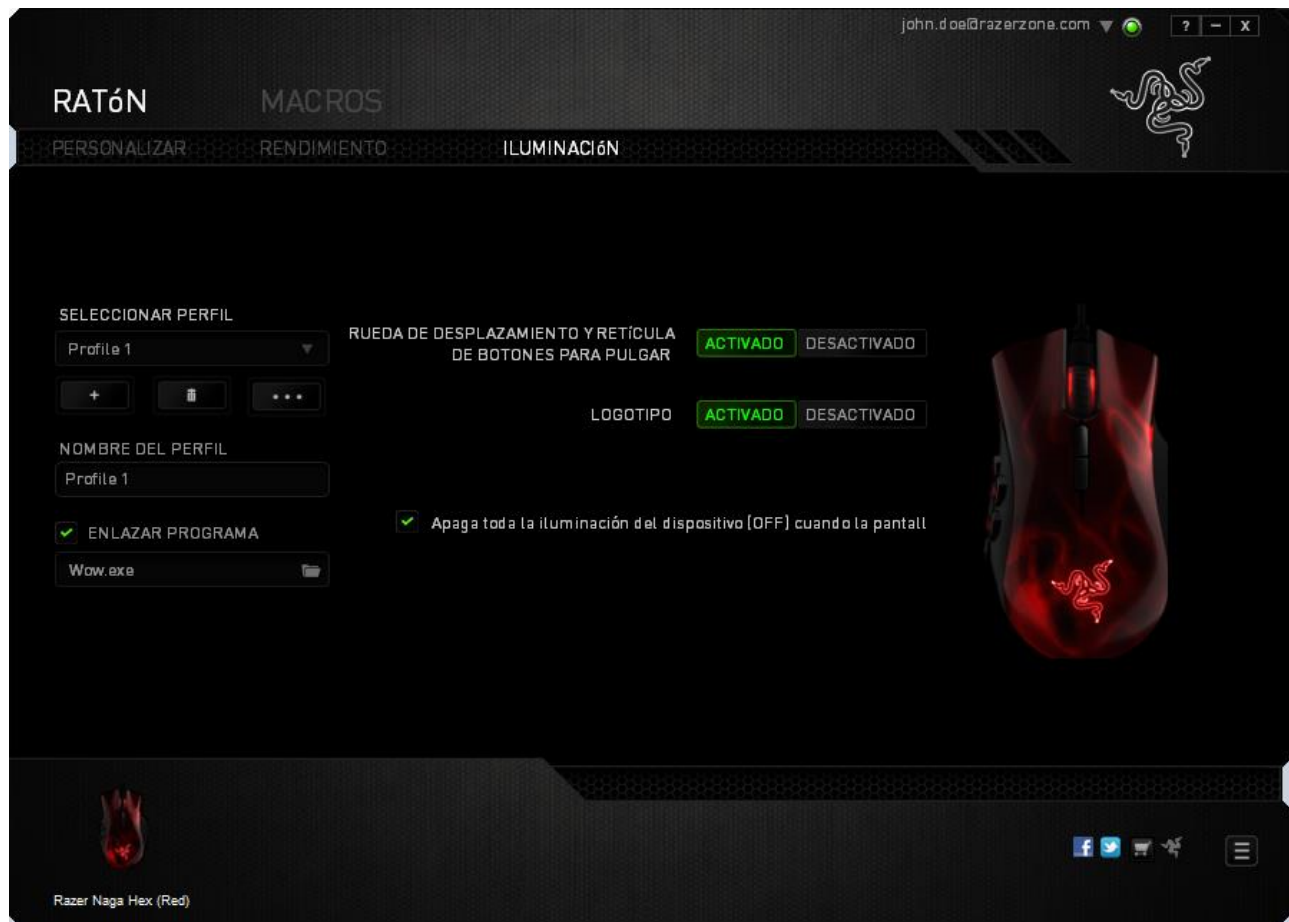 john.doe@razerzone.com
? – X
RATóN
MACROS
PERSONALIZAR
RENDIMIENTO
ILUMINACIóN
SELECCIONAR PERFIL
Profile 1
+
NOMBRE DEL PERFIL
Profile 1
ENLAZAR PROGRAMA
Wow.exe
RUEDA DE DESPLAZAMIENTO Y RETíCULA
DE BOTONES PARA PULGAR
ACTIVADO
DESACTIVADO
LOGOTIPO
ACTIVADO
DESACTIVADO
Apaga toda la iluminación del dispositivo (OFF) cuando la pantall
Razer Naga Hex (Red)